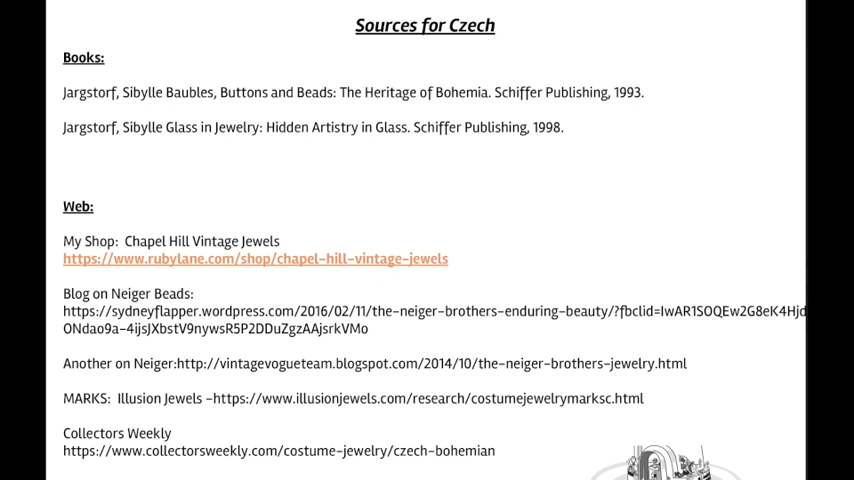 Sources for Czech
Books:
Jargstorf, Sibylle Baubles, Buttons and Beads: The Heritage of Bohemia. Schiffer Publishing, 1993.
Jargstorf, Sibylle Glass in Jewelry: Hidden Artistry in Glass. Schiffer Publishing, 1998.
Web:
My Shop:  Chapel Hill Vintage Jewels
https://www.rubylane.com/shop/chapel-hill-vintage-jewels
Blog on Neiger Beads:
https://sydneyflapper.wordpress.com/2016/02/11/the-neiger-brothers-enduring-beauty/?fbclid=IwAR1SOQEw2G8eK4Hjd
ONdao9a-4ijsJXbstV9nywsR5P2DDuZgzAAjsrkVMo
Another on Neiger:http://vintagevogueteam.blogspot.com/2014/10/the-neiger-brothers-jewelry.html
MARKS:  Illusion Jewels -https://www.illusionjewels.com/research/costumejewelrymarksc.html
Collectors Weekly
https://www.collectorsweekly.com/costume-jewelry/czech-bohemian